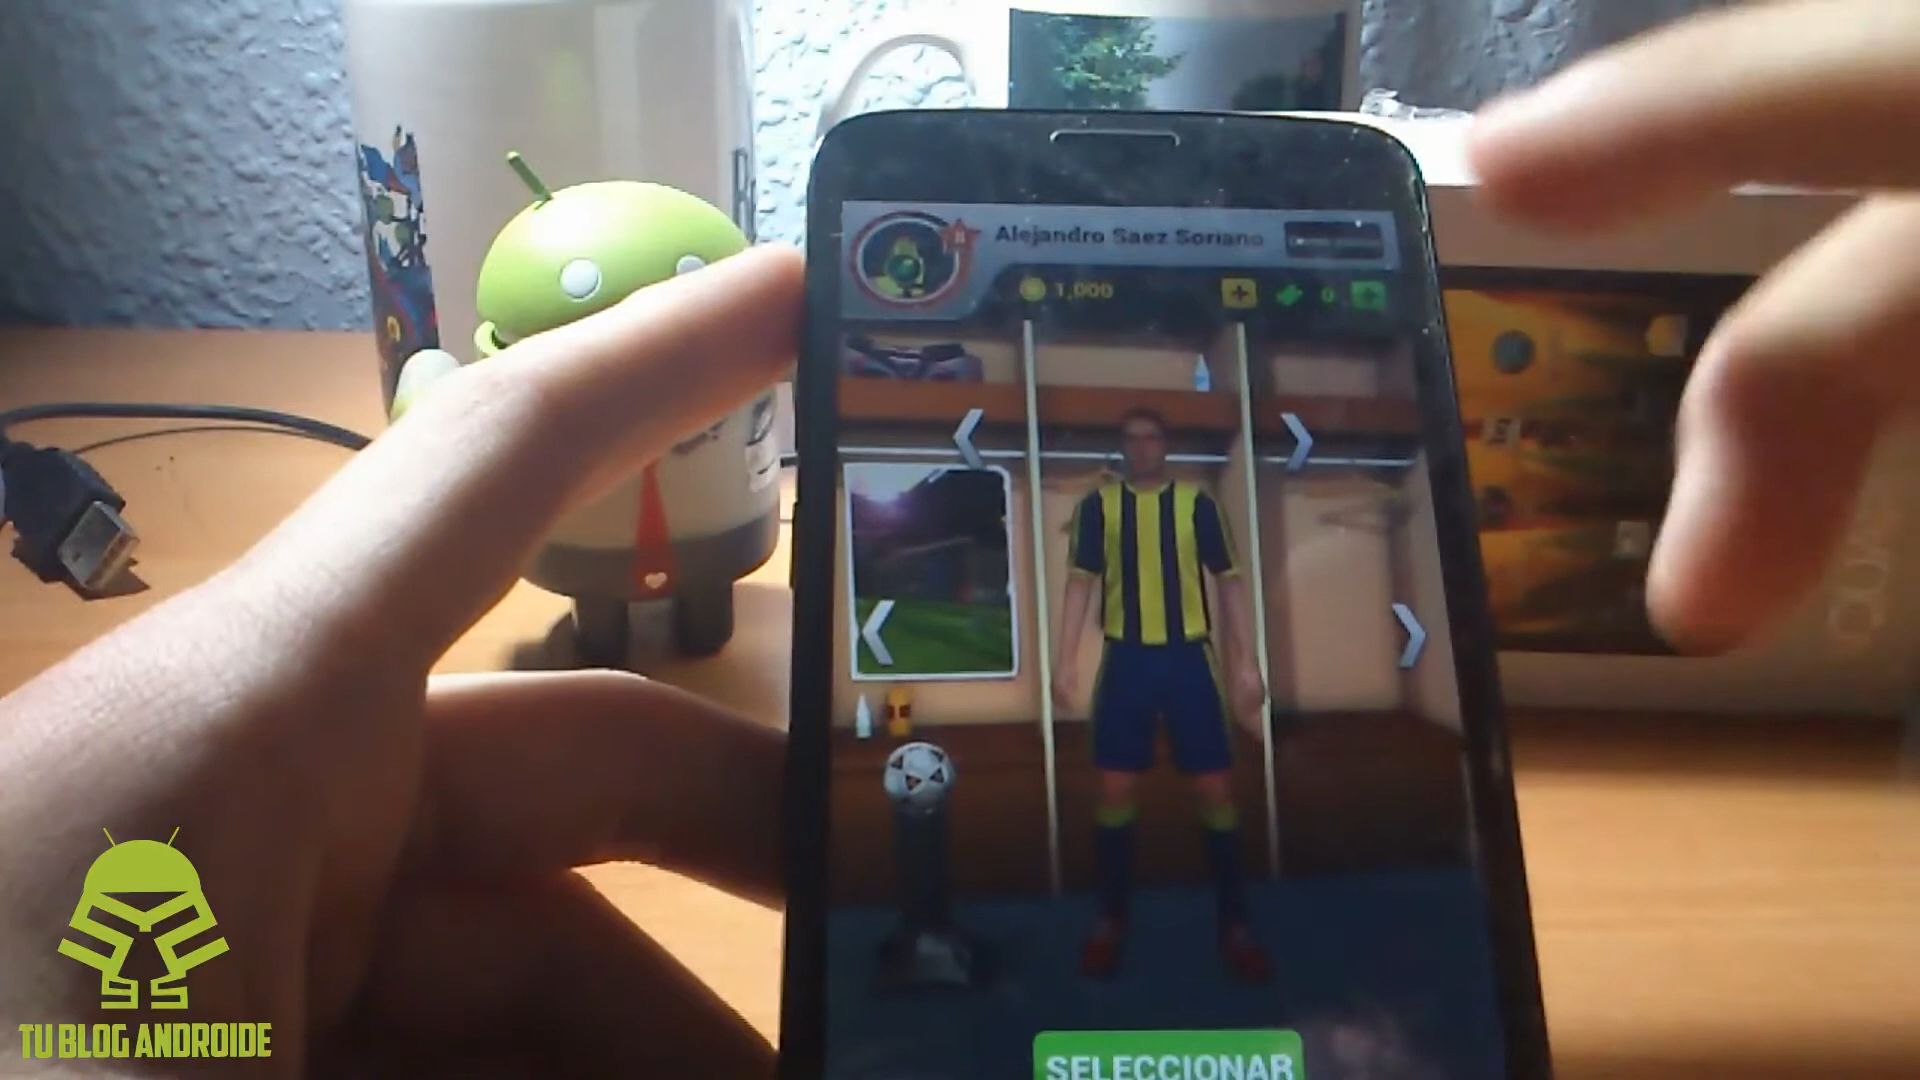 Alejandro Saez Soriano
1,000
0
SELECCIONAR
TU BLOG ANDROIDE